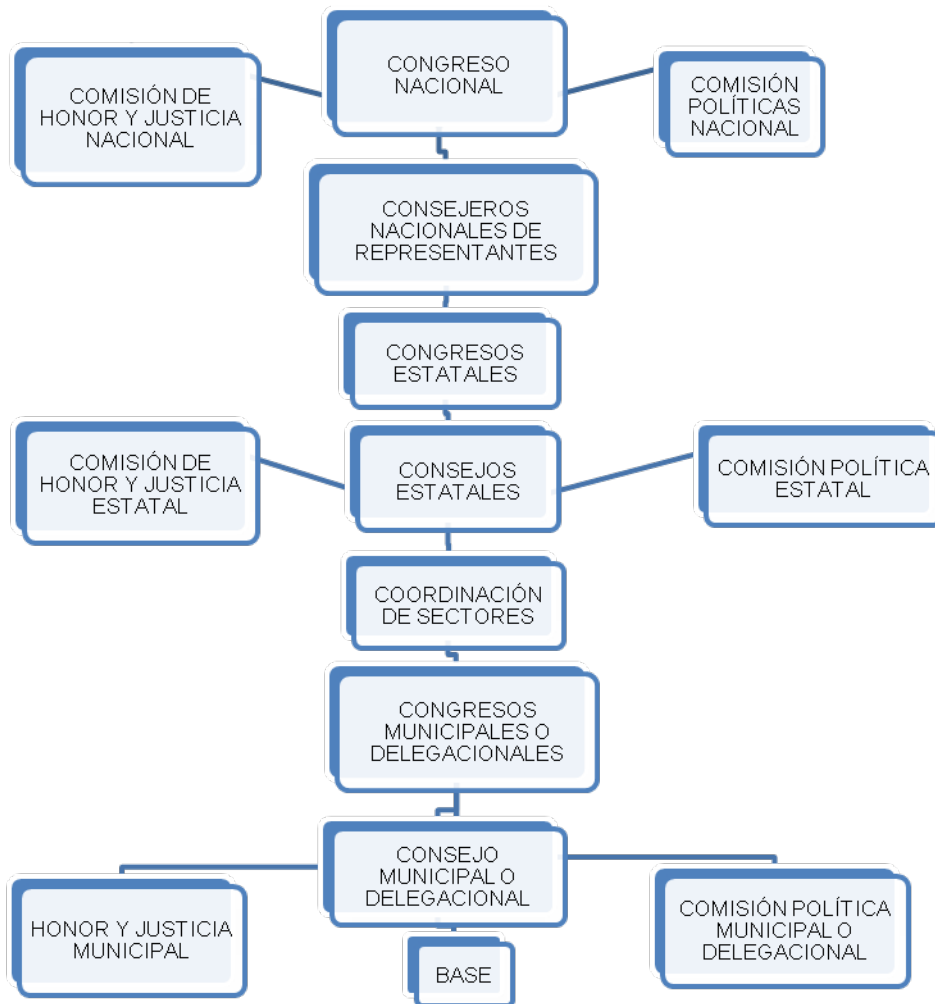 CONGRESO
NACIONAL
COMISIÓN DE
HONOR Y JUSTICIA
NACIONAL
COMISIÓN
POLÍTICAS
NACIONAL
CONSEJEROS
NACIONALES DE
REPRESENTANTES
CONGRESOS
ESTATALES
COMISIÓN DE
HONOR Y JUSTICIA
ESTATAL
CONSEJOS
ESTATALES
COMISIÓN POLÍTICA
ESTATAL
COORDINACIÓN
DE SECTORES
CONGRESOS
MUNICIPALES O
DELEGACIONALES
CONSEJO
MUNICIPAL O
DELEGACIONAL
HONOR Y JUSTICIA
MUNICIPAL
COMISIÓN POLÍTICA
MUNICIPAL O
DELEGACIONAL
BASE